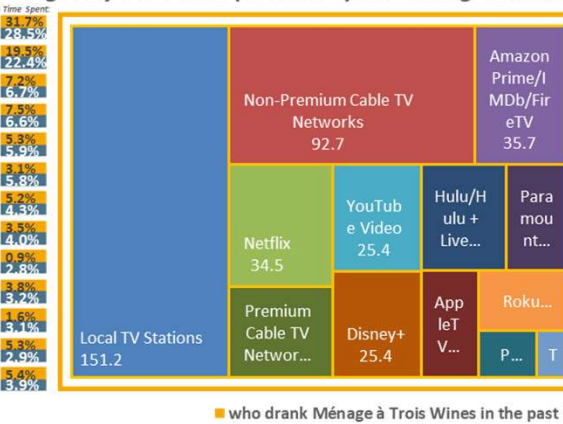 Time Spent:
31.7%
28.5%
19.5%
22.4%
7.2%
6.7%
7.5%
6.6%
5.3%
5.9%
3.1%
5.8%
5.2%
4.3%
3.5%
4.0%
0.9%
2.8%
3.8%
3.2%
1.6%
3.1%
5.3%
2.9%
5.4%
3.9%
Local TV Stations
151.2
Non-Premium Cable TV
Networks
92.7
Amazon
Prime/I
MDb/Fir
eTV
35.7
Netflix
34.5
YouTub
e Video
25.4
Hulu/H
ulu +
Live...
Para
mou
nt...
Premium
Cable TV
Networ...
Disney+
25.4
App
leT
V...
Roku...
P...
T
who drank Ménage à Trois Wines in the past